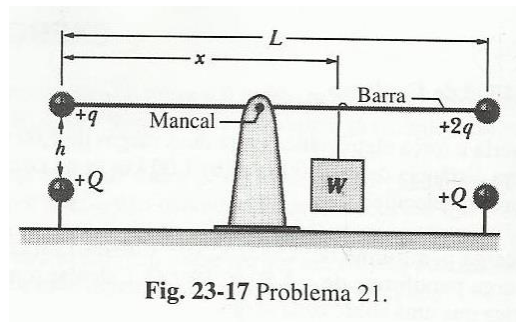 L
x
+q
Mancal
Barra
+2q
h
+Q
W
+Q
Fig. 23-17 Problema 21.